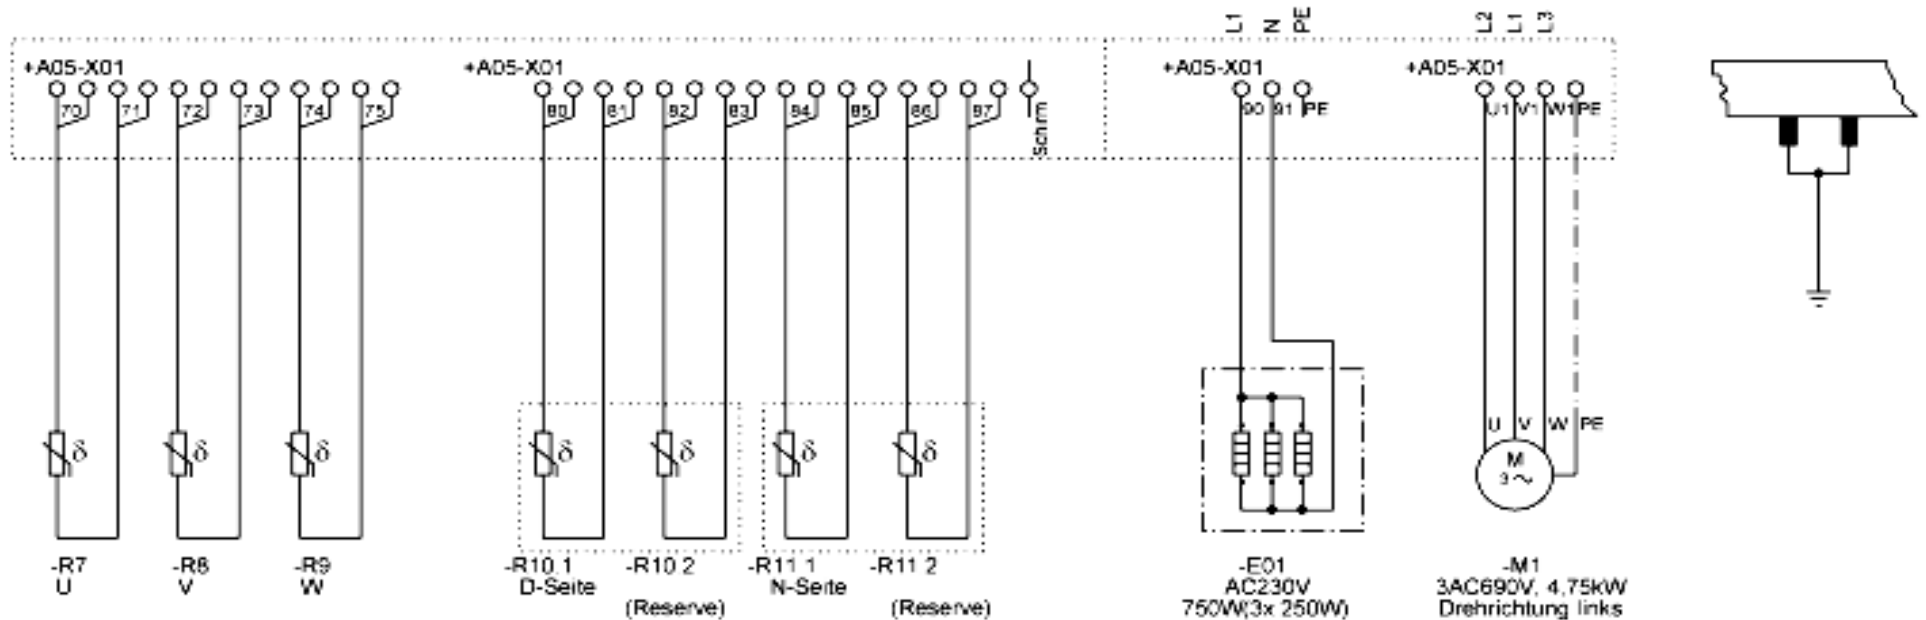 L1 N PE L2 L1 L3
+A05-X01 +A05-X01 +A05-X01 +A05-X01
70 71 72 73 74 75 80 81 82 83 84 85 86 87 90 91 PE U1 V1 W1 PE
Schirm
U V W PE
δ δ δ δ δ δ δ
M
3~
-R7 -R8 -R9 -R10.1 -R10.2 -R11.1 -R11.2 -E01 -M1
U V W D-Seite N-Seite AC230V 3AC690V, 4,75kW
(Reserve) (Reserve) 750W(3x 250W) Drehrichtung links